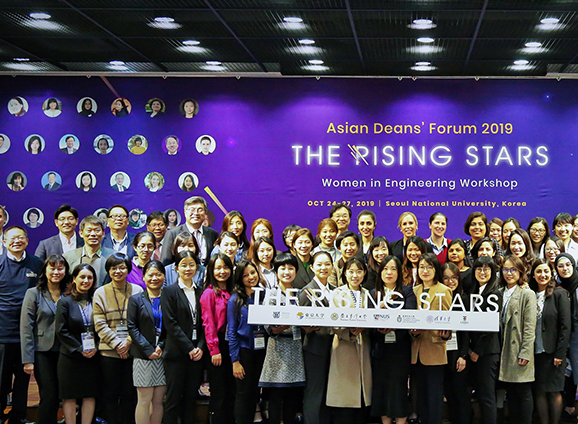 Asian Deans' Forum 2019
THE RISING STARS
Women in Engineering Workshop
OCT 24-27, 2019 | Seoul National University, Korea
THE RISING STARS
NUS